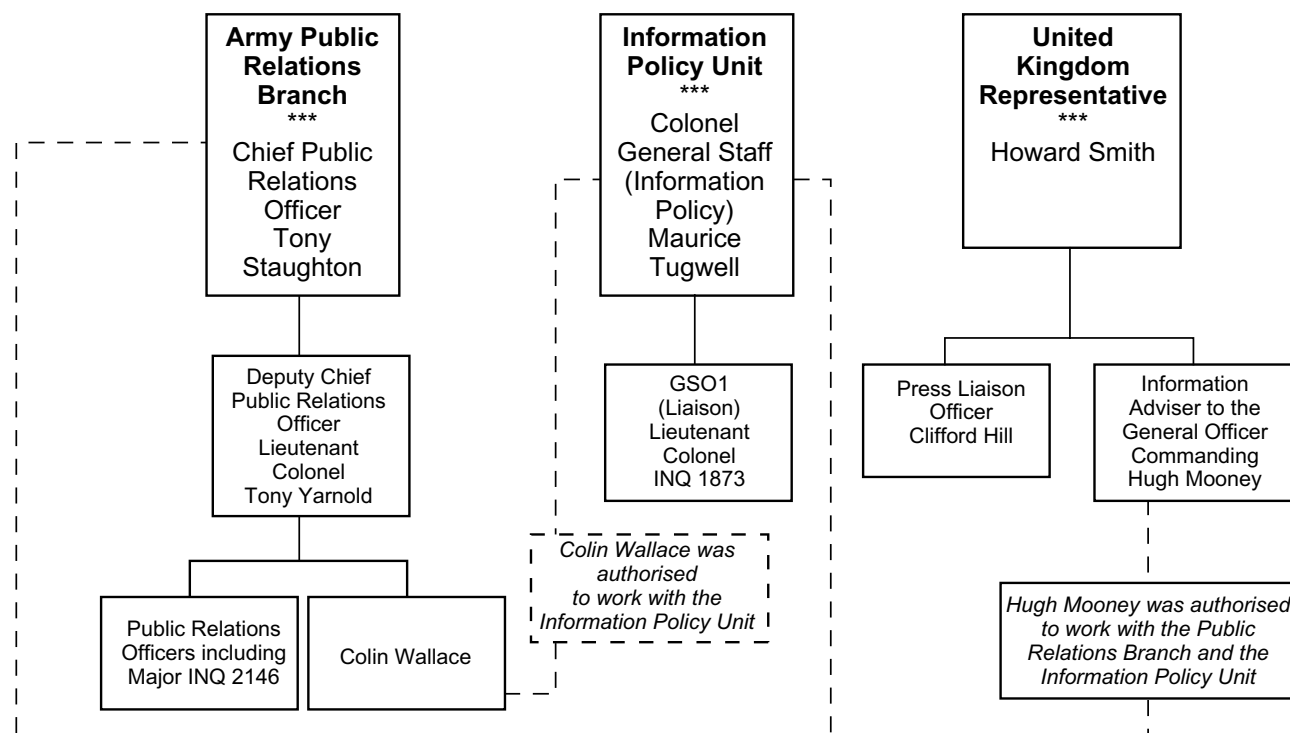 Army Public
Relations
Branch
***
Chief Public
Relations
Officer
Tony
Staughton
Information
Policy Unit
***
Colonel
General Staff
(Information
Policy)
Maurice
Tugwell
United
Kingdom
Representative
***
Howard Smith
Deputy Chief
Public Relations
Officer
Lieutenant
Colonel
Tony Yarnold
GSO1
(Liaison)
Lieutenant
Colonel
INQ 1873
Press Liaison
Officer
Clifford Hill
Information
Adviser to the
General Officer
Commanding
Hugh Mooney
Public Relations
Officers including
Major INQ 2146
Colin Wallace
Colin Wallace was
authorised
to work with the
Information Policy Unit
Hugh Mooney was authorised
to work with the Public
Relations Branch and the
Information Policy Unit